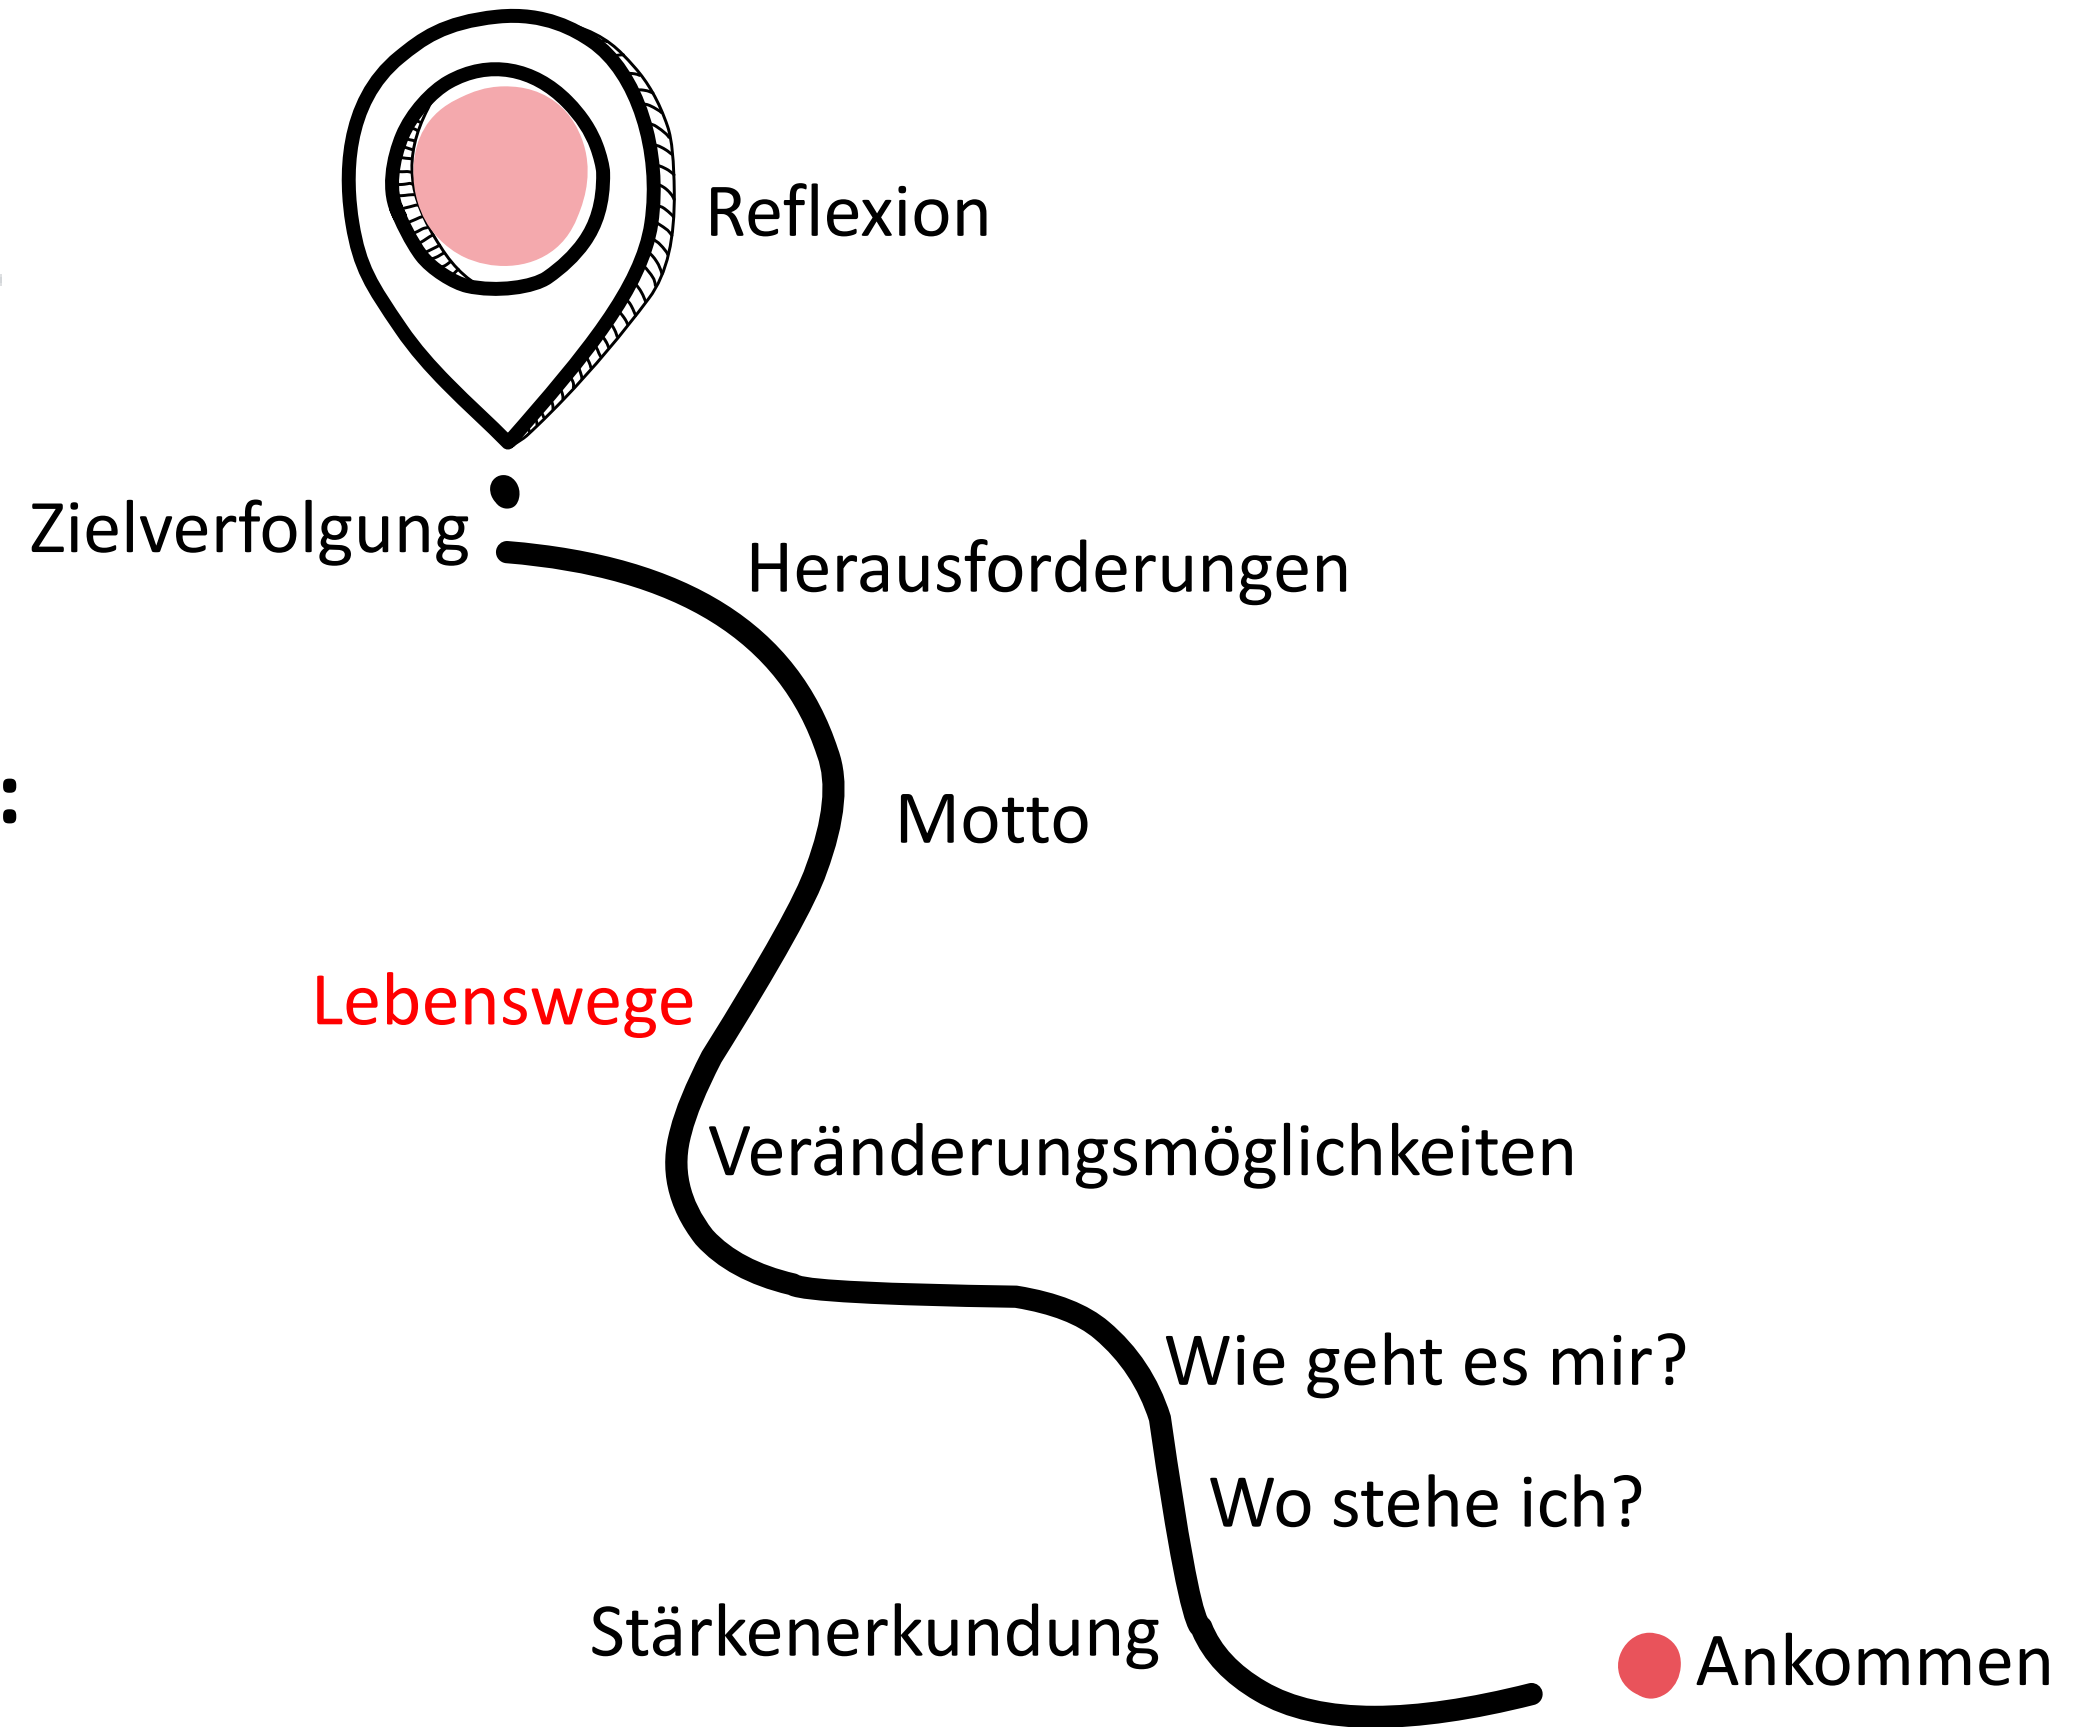 Reflexion
Zielverfolgung
Herausforderungen
:
Motto
Lebenswege
Veränderungsmöglichkeiten
Wie geht es mir?
Wo stehe ich?
Stärkenerkundung
Ankommen